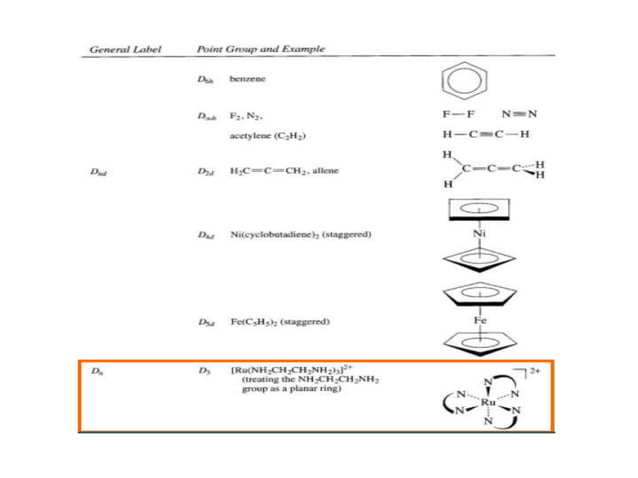 General Label Point Group and Example
D6h benzene
D∞h F2, N2, F—F N≡N
acetylene (C2H2) H—C≡C—H
Dnd D2d H2C=C=CH2, allene H H C=C=C H H
D4d Ni(cyclobutadiene)2 (staggered) Ni
D5d Fe(C5H5)2 (staggered) Fe
Dn D3 [Ru(NH2CH2CH2NH2)3]2+ 2+
(treating the NH2CH2CH2NH2
group as a planar ring)
N N N Ru N N N